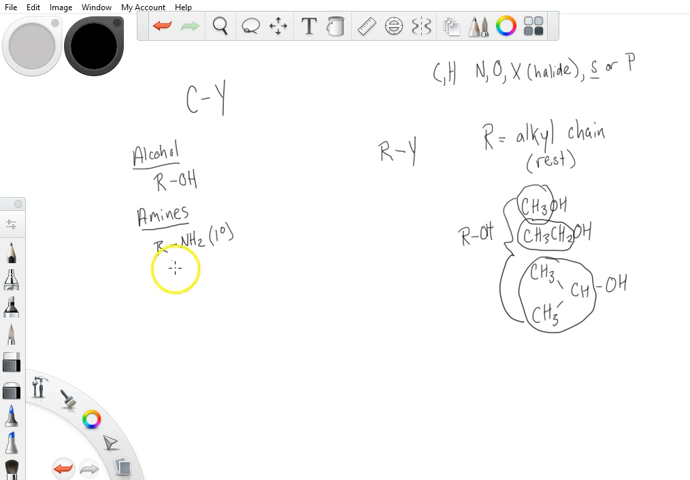 File Edit Image Window My Account Help
C,H N,O, X (halide), S or P
C-Y
R-Y
R = alkyl chain
(rest)
Alcohol
R-OH
Amines
R-NH2 (1°)
R-OH
CH3OH
CH3CH2OH
CH3
CH-OH
CH3